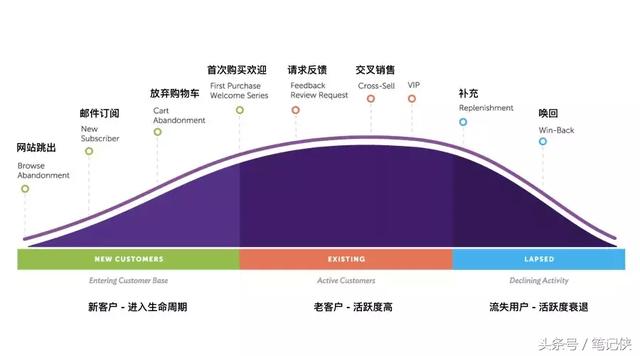 网站跳出
Browse
Abandonment
邮件订阅
New
Subscriber
放弃购物车
Cart
Abandonment
首次购买欢迎
First Purchase
Welcome Series
请求反馈
Feedback
Review Request
交叉销售
Cross-Sell
VIP
补充
Replenishment
唤回
Win-Back
NEW CUSTOMERS
EXISTING
LAPSED
Entering Customer Base
Active Customers
Declining Activity
新客户 - 进入生命周期
老客户 - 活跃度高
流失用户 - 活跃度衰退
头条号 / 笔记侠